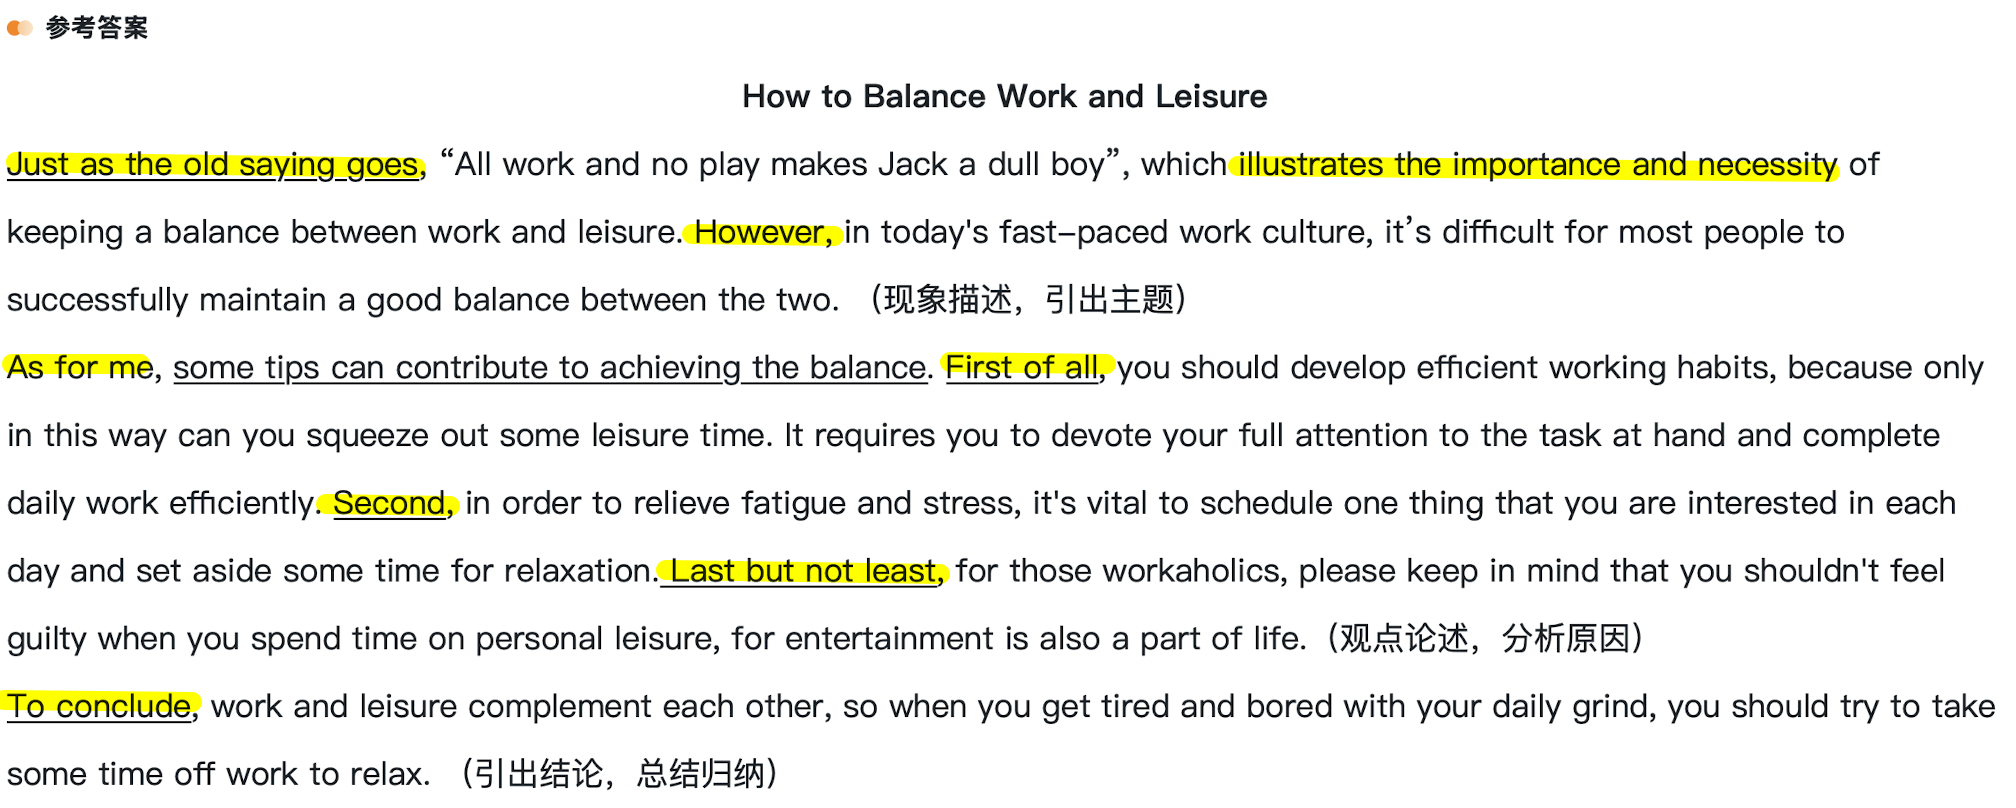 参考答案
How to Balance Work and Leisure
Just as the old saying goes, “All work and no play makes Jack a dull boy”, which illustrates the importance and necessity of
keeping a balance between work and leisure. However, in today's fast–paced work culture, it’s difficult for most people to
successfully maintain a good balance between the two. （现象描述，引出主题）
As for me, some tips can contribute to achieving the balance. First of all, you should develop efficient working habits, because only
in this way can you squeeze out some leisure time. It requires you to devote your full attention to the task at hand and complete
daily work efficiently. Second, in order to relieve fatigue and stress, it's vital to schedule one thing that you are interested in each
day and set aside some time for relaxation. Last but not least, for those workaholics, please keep in mind that you shouldn't feel
guilty when you spend time on personal leisure, for entertainment is also a part of life.（观点论述，分析原因）
To conclude, work and leisure complement each other, so when you get tired and bored with your daily grind, you should try to take
some time off work to relax. （引出结论，总结归纳）